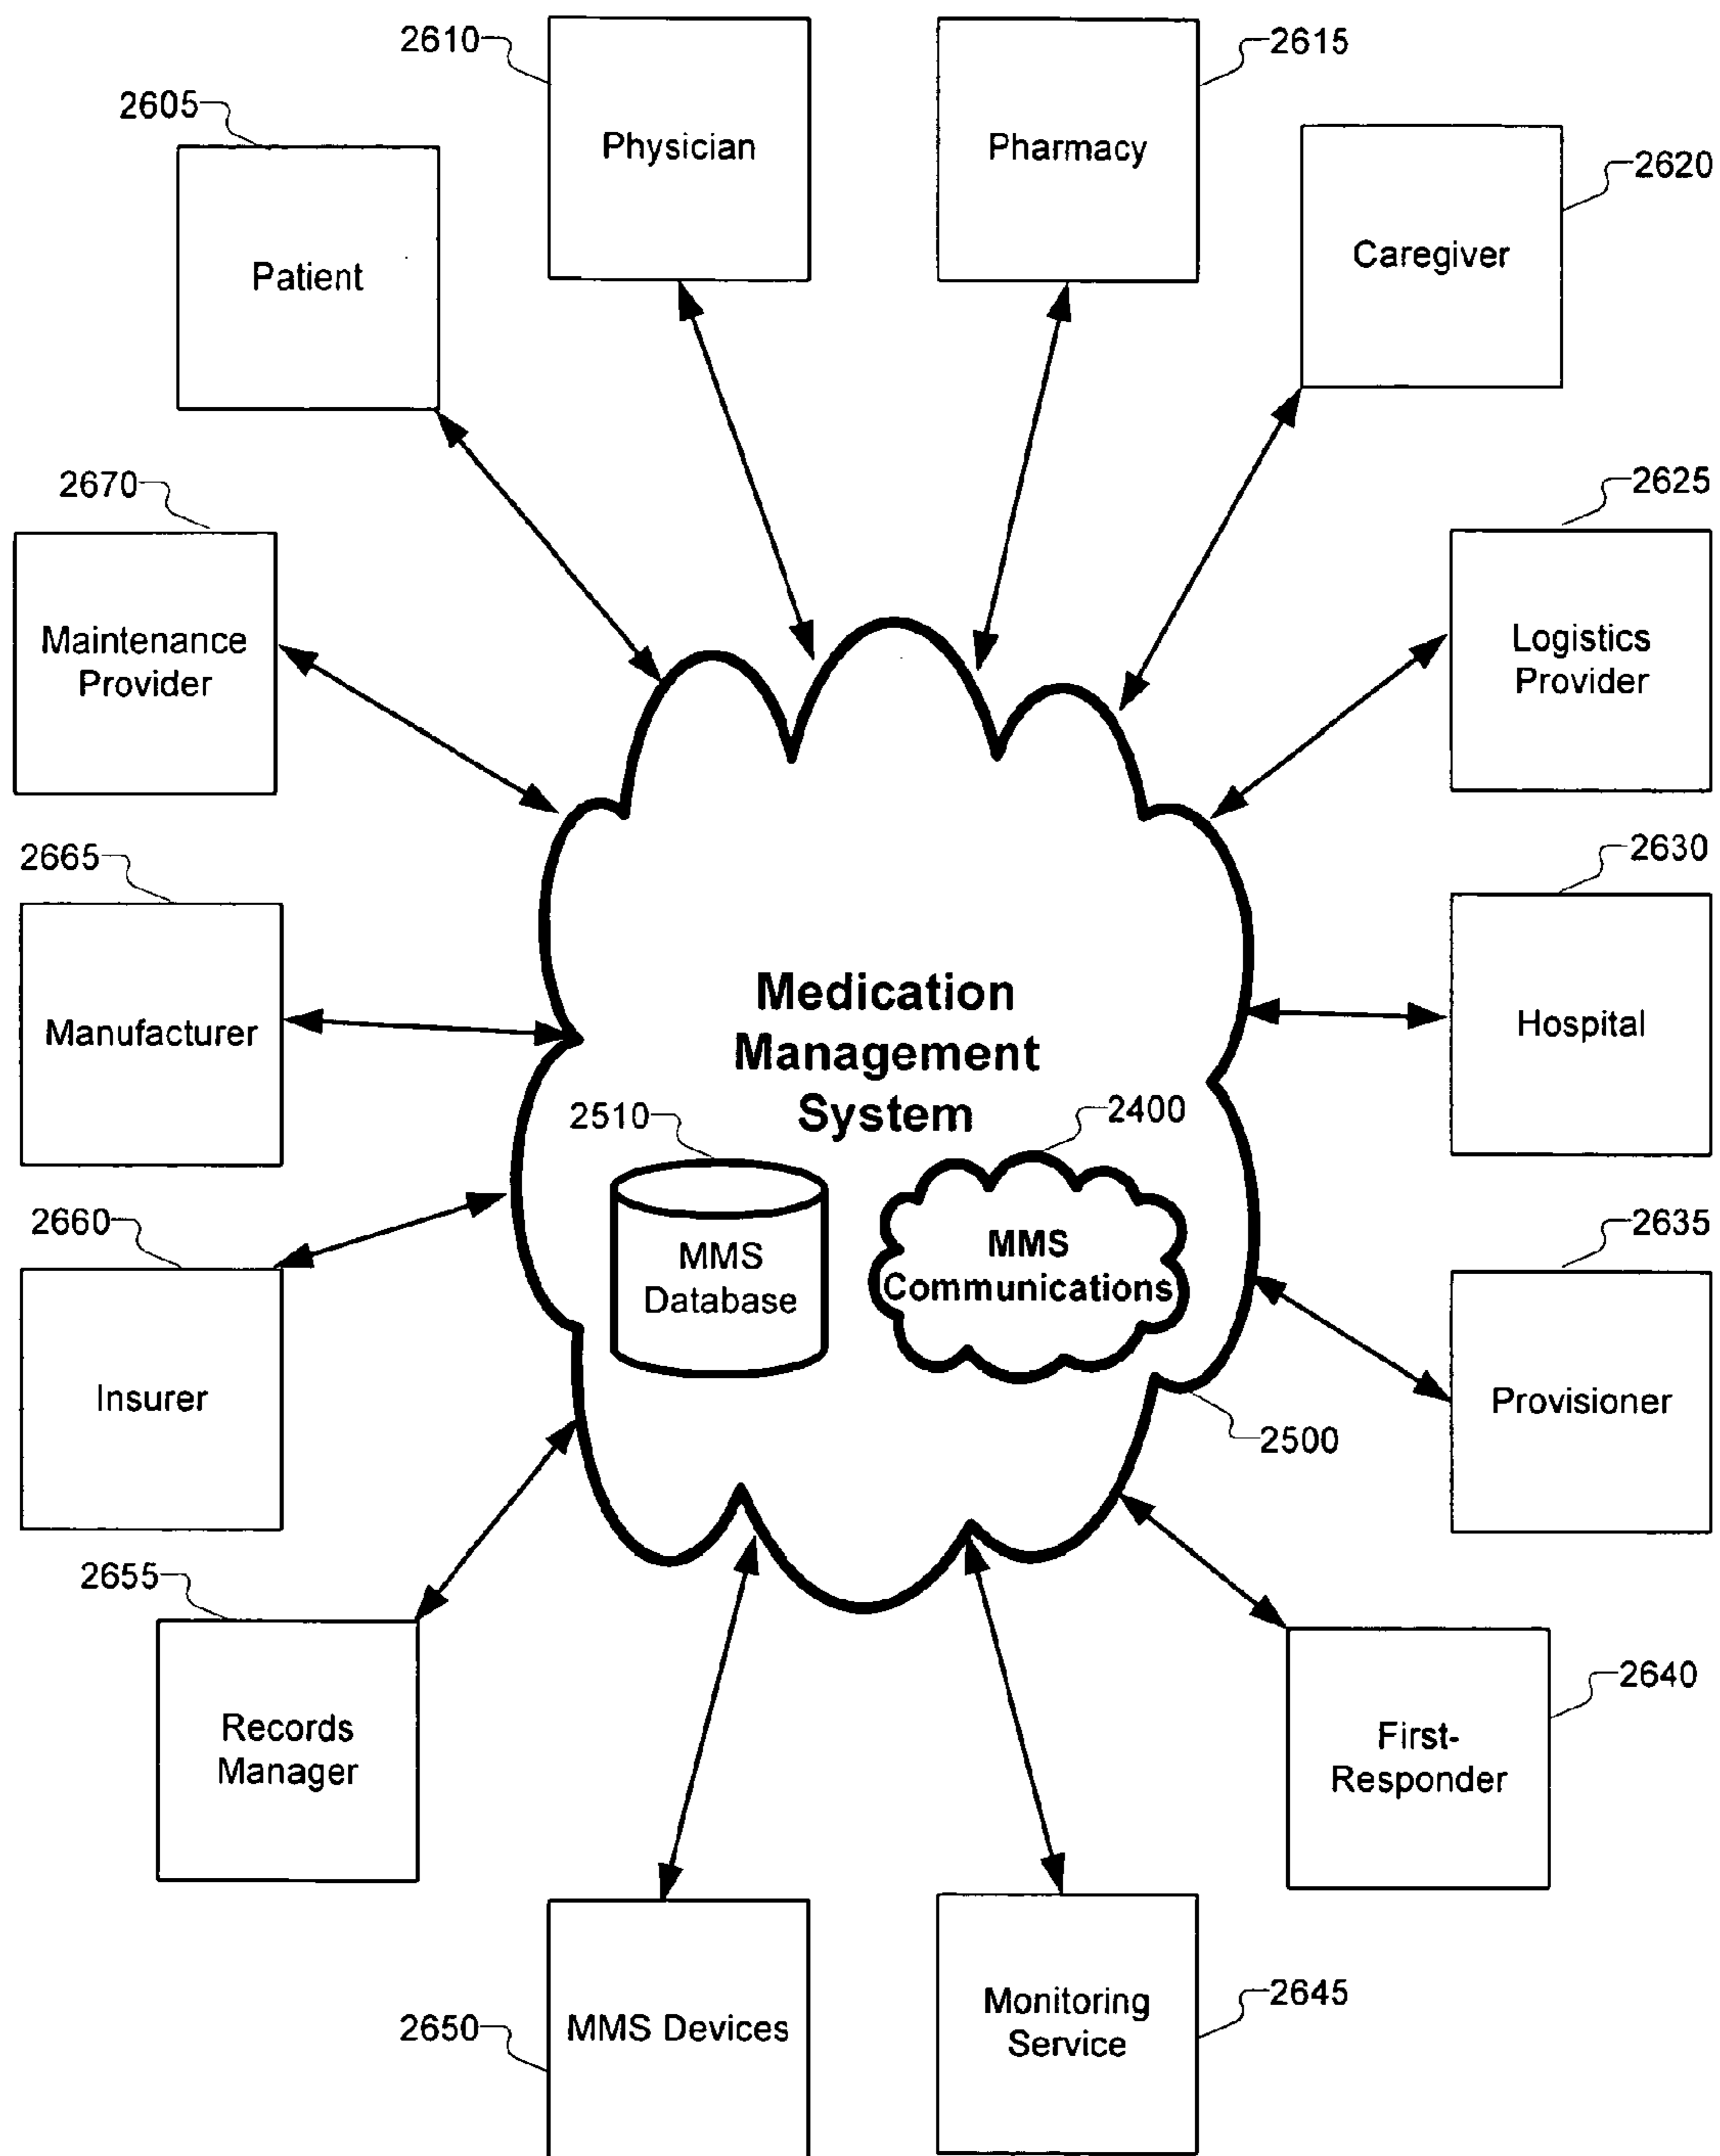 2610
2615
2605
Physician
Pharmacy
2620
Patient
Caregiver
2670
2625
Maintenance
Provider
Logistics
Provider
2665
2630
Manufacturer
Medication
Management
System
Hospital
2510
2400
2660
2635
MMS
Database
MMS
Communications
Insurer
Provisioner
2500
2655
2640
Records
Manager
First-
Responder
2650
MMS Devices
Monitoring
Service
2645